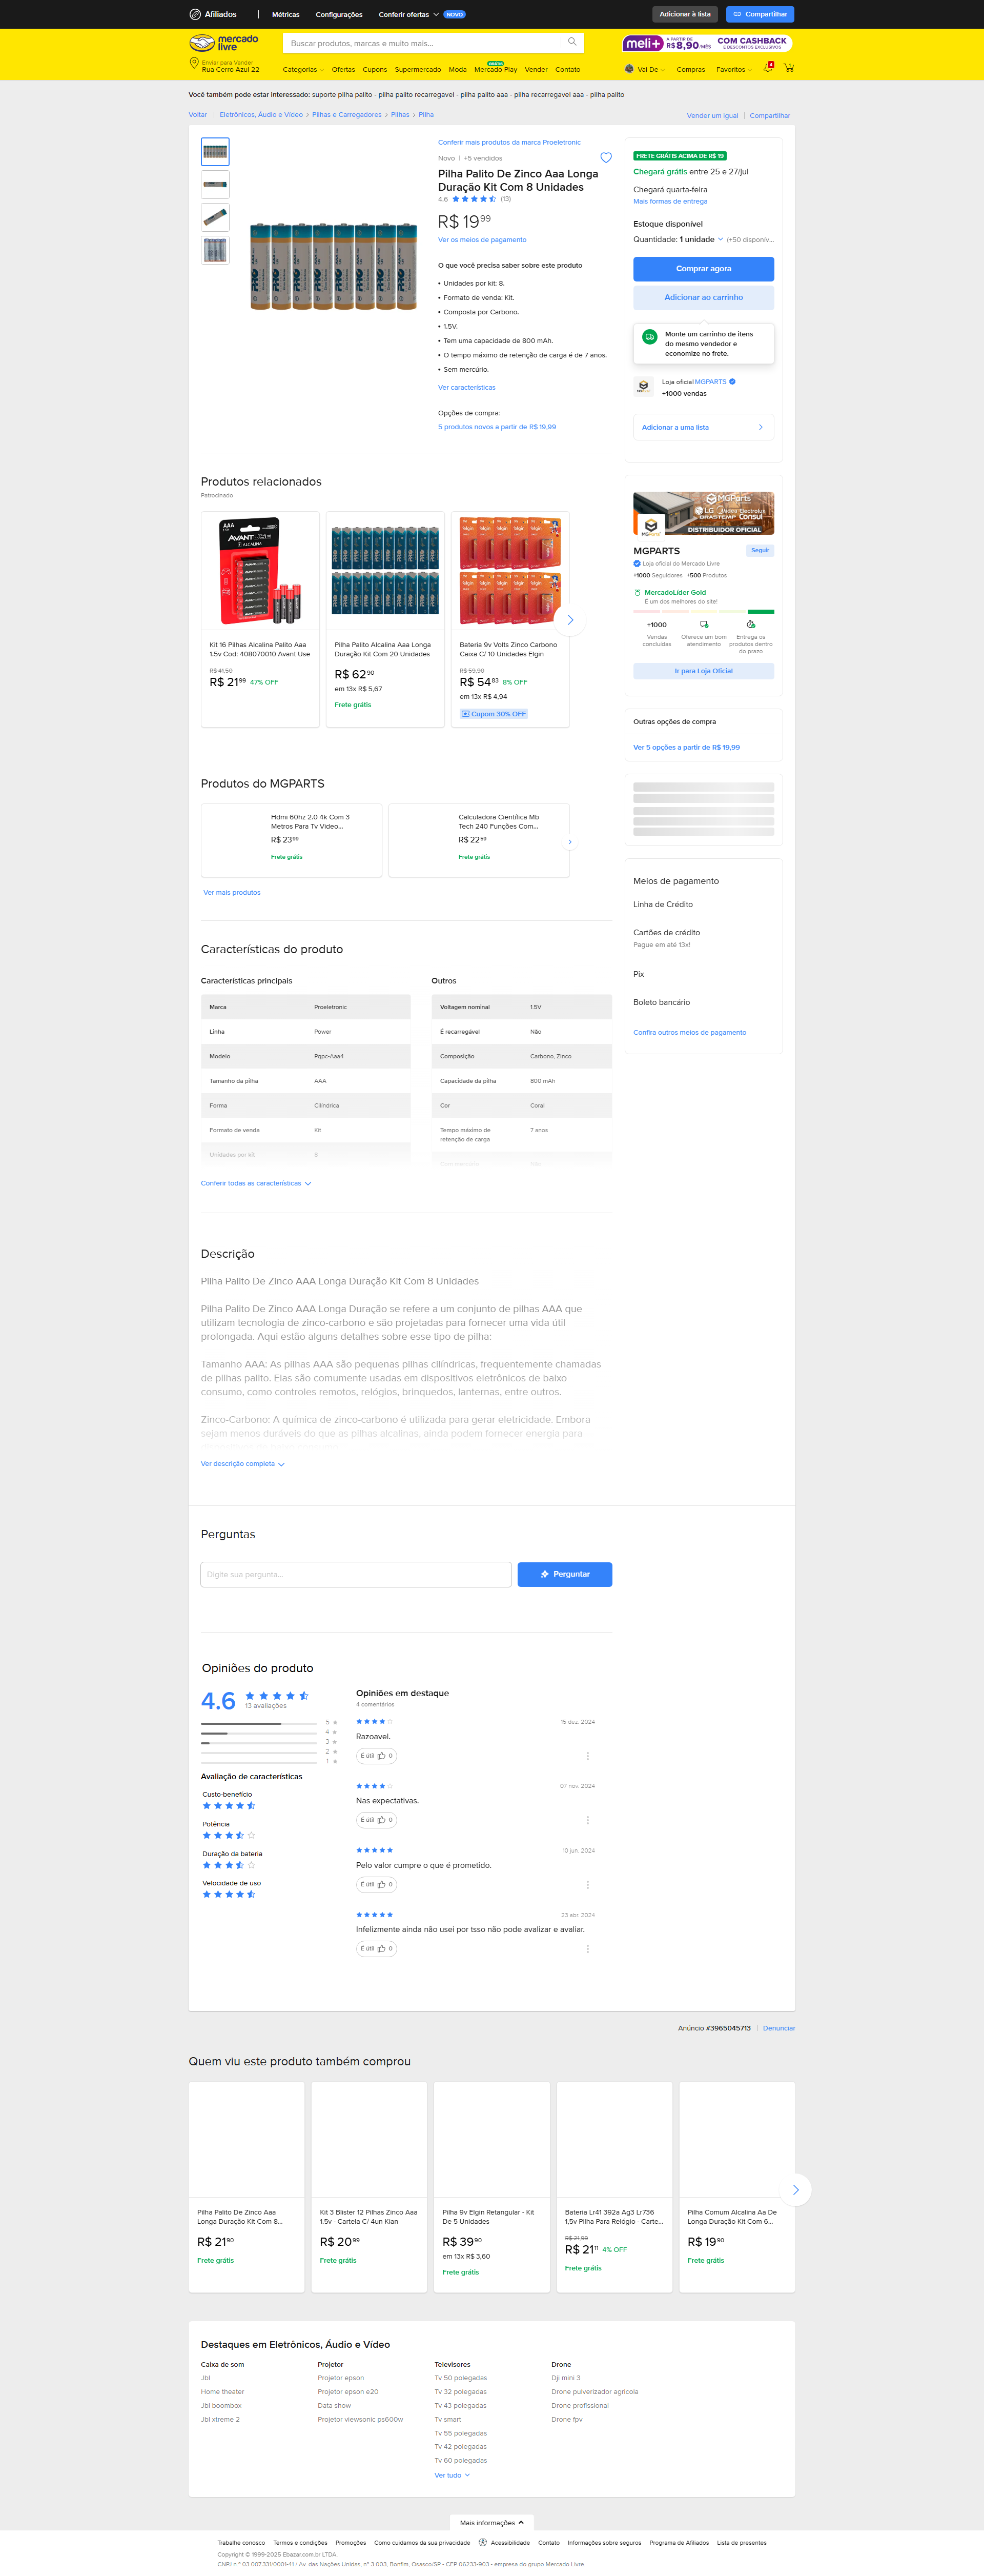 Afiliados
Métricas
Configurações
Conferir ofertas
NOVO
Adicionar à lista
Compartilhar
mercado
livre
Buscar produtos, marcas e muito mais...
meli+
A PARTIR DE
R$8,90/MÊS
COM CASHBACK
E DESCONTOS EXCLUSIVOS
Enviar para Vander
Rua Cerro Azul 22
Categorias
Ofertas
Cupons
Supermercado
Moda
GRÁTIS
Mercado Play
Vender
Contato
Vai De
Compras
Favoritos
4
Você também pode estar interessado: suporte pilha palito - pilha palito recarregavel - pilha palito aaa - pilha recarregavel aaa - pilha palito
Voltar
Eletrônicos, Áudio e Vídeo > Pilhas e Carregadores > Pilhas > Pilha
Vender um igual
Compartilhar
Conferir mais produtos da marca Proeletronic
Novo | +5 vendidos
Pilha Palito De Zinco Aaa Longa
Duração Kit Com 8 Unidades
4.6
(13)
R$ 19 99
Ver os meios de pagamento
O que você precisa saber sobre este produto
• Unidades por kit: 8.
• Formato de venda: Kit.
• Composta por Carbono.
• 1.5V.
• Tem uma capacidade de 800 mAh.
• O tempo máximo de retenção de carga é de 7 anos.
• Sem mercúrio.
Ver características
Opções de compra:
5 produtos novos a partir de R$ 19,99
FRETE GRÁTIS ACIMA DE R$ 19
Chegará grátis entre 25 e 27/jul
Chegará quarta-feira
Mais formas de entrega
Estoque disponível
Quantidade: 1 unidade
(+50 disponív...
Comprar agora
Adicionar ao carrinho
Monte um carrinho de itens
do mesmo vendedor e
economize no frete.
Loja oficial MGPARTS
+1000 vendas
Adicionar a uma lista
Produtos relacionados
Patrocinado
Kit 16 Pilhas Alcalina Palito Aaa
1.5v Cod: 408070010 Avant Use
R$ 41,50
R$ 21 99 47% OFF
Pilha Palito Alcalina Aaa Longa
Duração Kit Com 20 Unidades
R$ 62 90
em 13x R$ 5,67
Frete grátis
Bateria 9v Volts Zinco Carbono
Caixa C/ 10 Unidades Elgin
R$ 59,90
R$ 54 83 8% OFF
em 13x R$ 4,94
Cupom 30% OFF
MGParts
LG
Midea
Electrolux
BRASTEMP
Consul
DISTRIBUIDOR OFICIAL
MGPARTS
Seguir
Loja oficial do Mercado Livre
+1000 Seguidores
+500 Produtos
MercadoLíder Gold
É um dos melhores do site!
+1000
Vendas
concluídas
Oferece um bom
atendimento
Entrega os
produtos dentro
do prazo
Ir para Loja Oficial
Outras opções de compra
Ver 5 opções a partir de R$ 19,99
Produtos do MGPARTS
Hdmi 60hz 2.0 4k Com 3
Metros Para Tv Video...
R$ 23 99
Frete grátis
Calculadora Científica Mb
Tech 240 Funções Com...
R$ 22 59
Frete grátis
Ver mais produtos
Meios de pagamento
Linha de Crédito
Cartões de crédito
Pague em até 13x!
Pix
Boleto bancário
Confira outros meios de pagamento
Características do produto
Características principais
Marca Proeletronic
Linha Power
Modelo Pqpc-Aaa4
Tamanho da pilha AAA
Forma Cilíndrica
Formato de venda Kit
Unidades por kit 8
Outros
Voltagem nominal 1.5V
É recarregável Não
Composição Carbono, Zinco
Capacidade da pilha 800 mAh
Cor Coral
Tempo máximo de 7 anos
retenção de carga
Com mercúrio Não
Conferir todas as características
Descrição
Pilha Palito De Zinco AAA Longa Duração Kit Com 8 Unidades
Pilha Palito De Zinco AAA Longa Duração se refere a um conjunto de pilhas AAA que
utilizam tecnologia de zinco-carbono e são projetadas para fornecer uma vida útil
prolongada. Aqui estão alguns detalhes sobre esse tipo de pilha:
Tamanho AAA: As pilhas AAA são pequenas pilhas cilíndricas, frequentemente chamadas
de pilhas palito. Elas são comumente usadas em dispositivos eletrônicos de baixo
consumo, como controles remotos, relógios, brinquedos, lanternas, entre outros.
Zinco-Carbono: A química de zinco-carbono é utilizada para gerar eletricidade. Embora
sejam menos duráveis do que as pilhas alcalinas, ainda podem fornecer energia para
Ver descrição completa
Perguntas
Digite sua pergunta...
Perguntar
Opiniões do produto
4.6
13 avaliações
5
4
3
2
1
Avaliação de características
Custo-benefício
Potência
Duração da bateria
Velocidade de uso
Opiniões em destaque
4 comentários
15 dez. 2024
Razoavel.
É útil 0
07 nov. 2024
Nas expectativas.
É útil 0
10 jun. 2024
Pelo valor cumpre o que é prometido.
É útil 0
23 abr. 2024
Infelizmente ainda não usei por tsso não pode avalizar e avaliar.
É útil 0
Anúncio #3965045713 | Denunciar
Quem viu este produto também comprou
Pilha Palito De Zinco Aaa
Longa Duração Kit Com 8...
R$ 21 90
Frete grátis
Kit 3 Blister 12 Pilhas Zinco Aaa
1.5v - Cartela C/ 4un Kian
R$ 20 99
Frete grátis
Pilha 9v Elgin Retangular - Kit
De 5 Unidades
R$ 39 90
em 13x R$ 3,60
Frete grátis
Bateria Lr41 392a Ag3 Lr736
1,5v Pilha Para Relógio - Carte...
R$ 21,99
R$ 21 11 4% OFF
Frete grátis
Pilha Comum Alcalina Aa De
Longa Duração Kit Com 6...
R$ 19 90
Frete grátis
Destaques em Eletrônicos, Áudio e Vídeo
Caixa de som
Jbl
Home theater
Jbl boombox
Jbl xtreme 2
Projetor
Projetor epson
Projetor epson e20
Data show
Projetor viewsonic ps600w
Televisores
Tv 50 polegadas
Tv 32 polegadas
Tv 43 polegadas
Tv smart
Tv 55 polegadas
Tv 42 polegadas
Tv 60 polegadas
Ver tudo
Drone
Dji mini 3
Drone pulverizador agricola
Drone profissional
Drone fpv
Mais informações
Trabalhe conosco
Termos e condições
Promoções
Como cuidamos da sua privacidade
Acessibilidade
Contato
Informações sobre seguros
Programa de Afiliados
Lista de presentes
Copyright © 1999-2025 Ebazar.com.br LTDA.
CNPJ n.º 03.007.331/0001-41 / Av. das Nações Unidas, nº 3.003, Bonfim, Osasco/SP - CEP 06233-903 - empresa do grupo Mercado Livre.